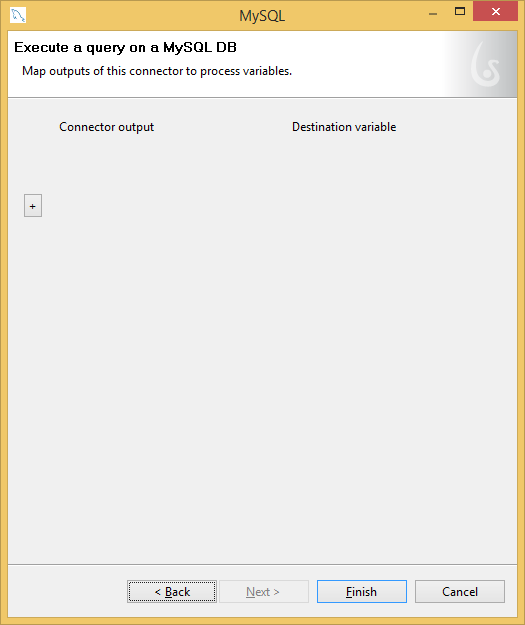 MySQL
Execute a query on a MySQL DB
Map outputs of this connector to process variables.
Connector output Destination variable
+
< Back Next > Finish Cancel